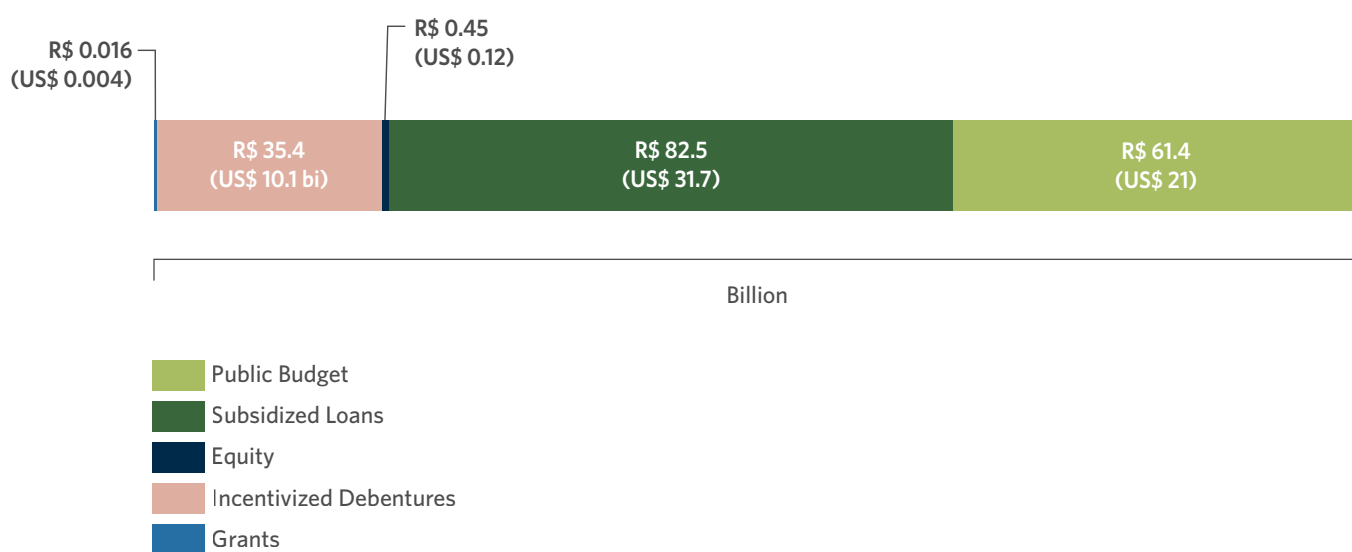 R$ 0.016
(US$ 0.004)
R$ 0.45
(US$ 0.12)
R$ 35.4
(US$ 10.1 bi)
R$ 82.5
(US$ 31.7)
R$ 61.4
(US$ 21)
Billion
Public Budget
Subsidized Loans
Equity
Incentivized Debentures
Grants